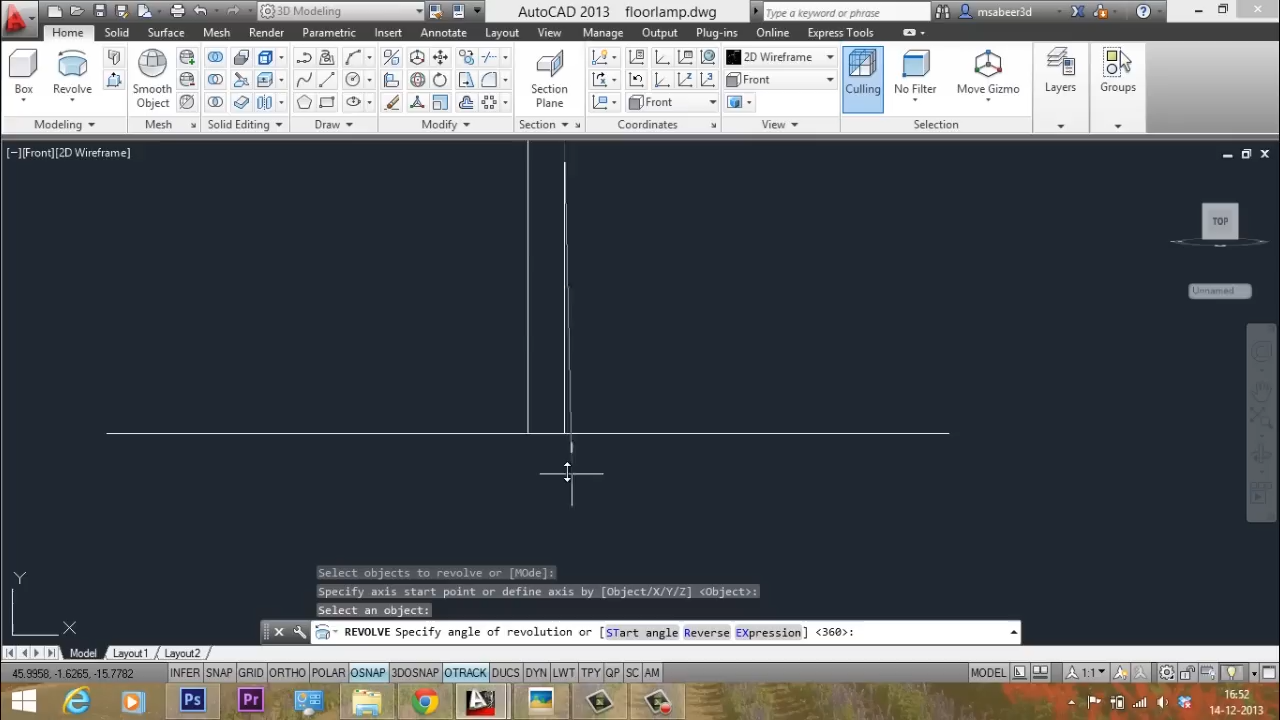 3D Modeling
AutoCAD 2013 floorlamp.dwg
Type a keyword or phrase
msabeer3d
Home Solid Surface Mesh Render Parametric Insert Annotate Layout View Manage Output Plug-ins Online Express Tools
2D Wireframe
Front
Front
Box Revolve Smooth Object Section Plane Culling No Filter Move Gizmo Layers Groups
Modeling Mesh Solid Editing Draw Modify Section Coordinates View Selection
[−][Front][2D Wireframe]
TOP
Unnamed
Y
X
Select objects to revolve or [MOde]:
Specify axis start point or define axis by [Object/X/Y/Z] <Object>:
Select an object:
REVOLVE Specify angle of revolution or [STart angle Reverse EXpression] <360>:
Model Layout1 Layout2
45.9958, -1.6265, -15.7782 INFER SNAP GRID ORTHO POLAR OSNAP 3DOSNAP OTRACK DUCS DYN LWT TPY QP SC AM MODEL 1:1
Ps Pr
16:52
14-12-2013